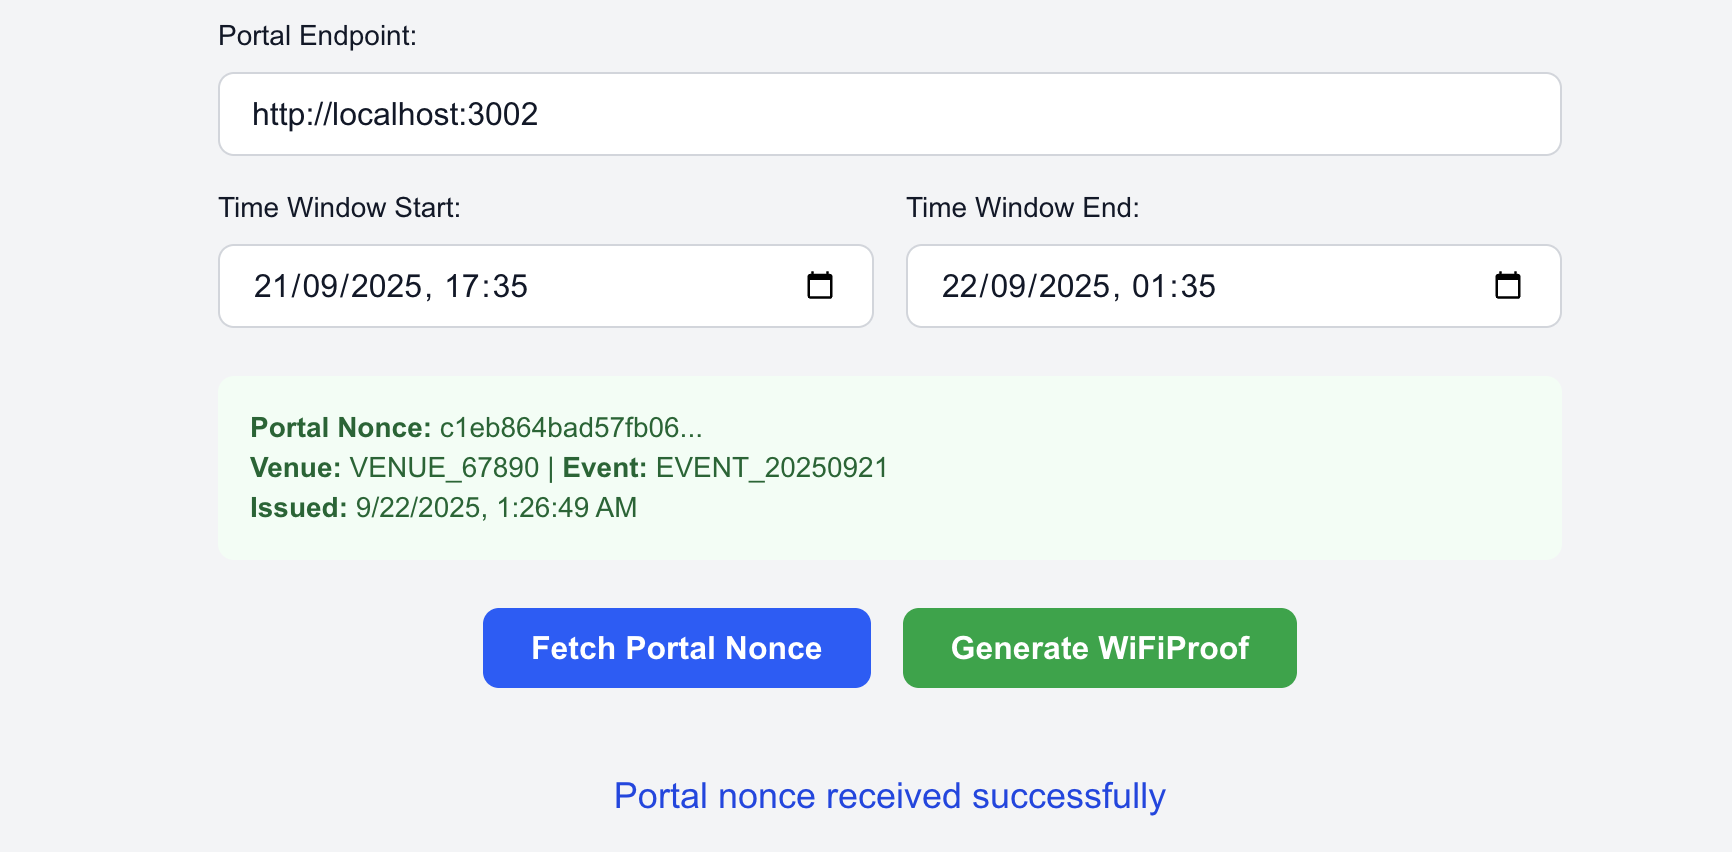 Portal Endpoint:
http://localhost:3002
Time Window Start:
Time Window End:
21/09/2025, 17:35
22/09/2025, 01:35
Portal Nonce: c1eb864bad57fb06...
Venue: VENUE_67890 | Event: EVENT_20250921
Issued: 9/22/2025, 1:26:49 AM
Fetch Portal Nonce
Generate WiFiProof
Portal nonce received successfully